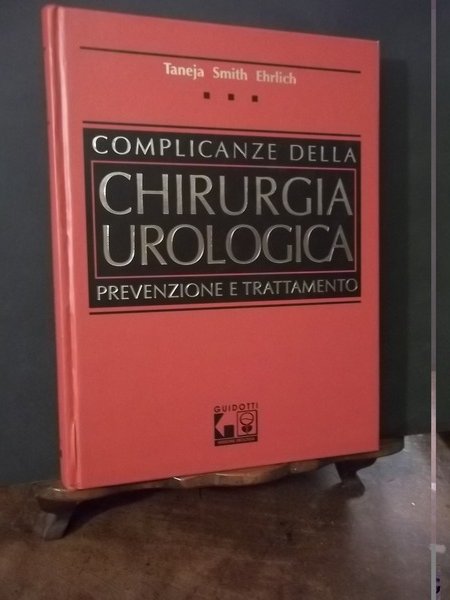 Taneja Smith Ehrlich
COMPLICANZE DELLA
CHIRURGIA
UROLOGICA
PREVENZIONE E TRATTAMENTO
GUIDOTTI